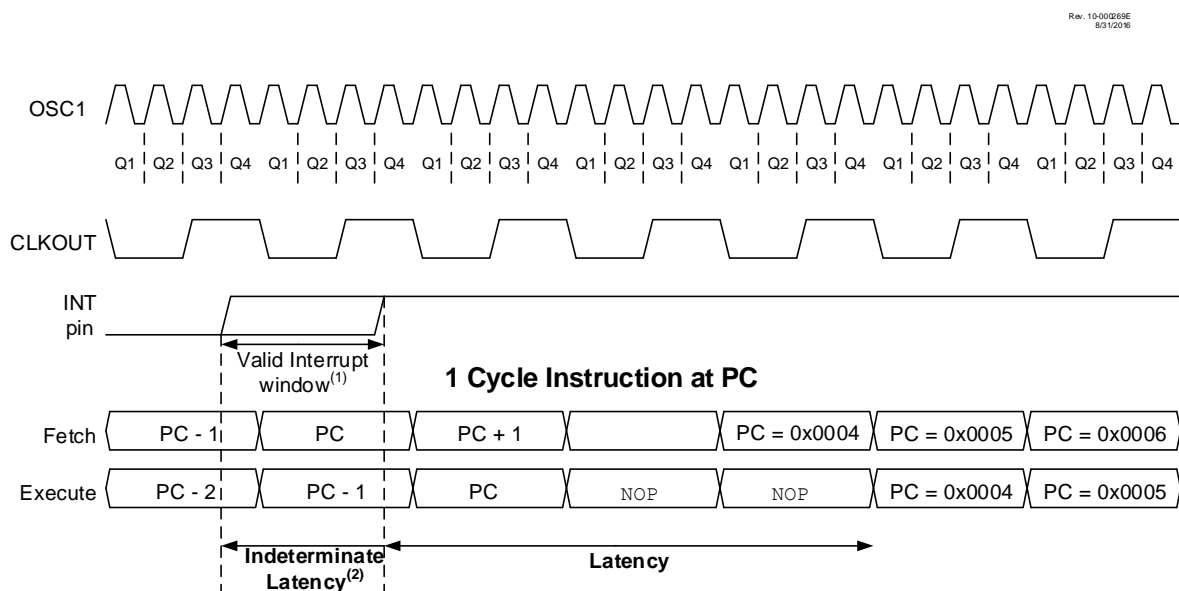 Rev. 10-000269E
8/31/2016
OSC1
Q1 Q2 Q3 Q4 Q1 Q2 Q3 Q4 Q1 Q2 Q3 Q4 Q1 Q2 Q3 Q4 Q1 Q2 Q3 Q4 Q1 Q2 Q3 Q4 Q1 Q2 Q3 Q4
CLKOUT
INT
pin
Valid Interrupt
window(1)
1 Cycle Instruction at PC
Fetch PC - 1 PC PC + 1 PC = 0x0004 PC = 0x0005 PC = 0x0006
Execute PC - 2 PC - 1 PC NOP NOP PC = 0x0004 PC = 0x0005
Indeterminate
Latency(2)
Latency